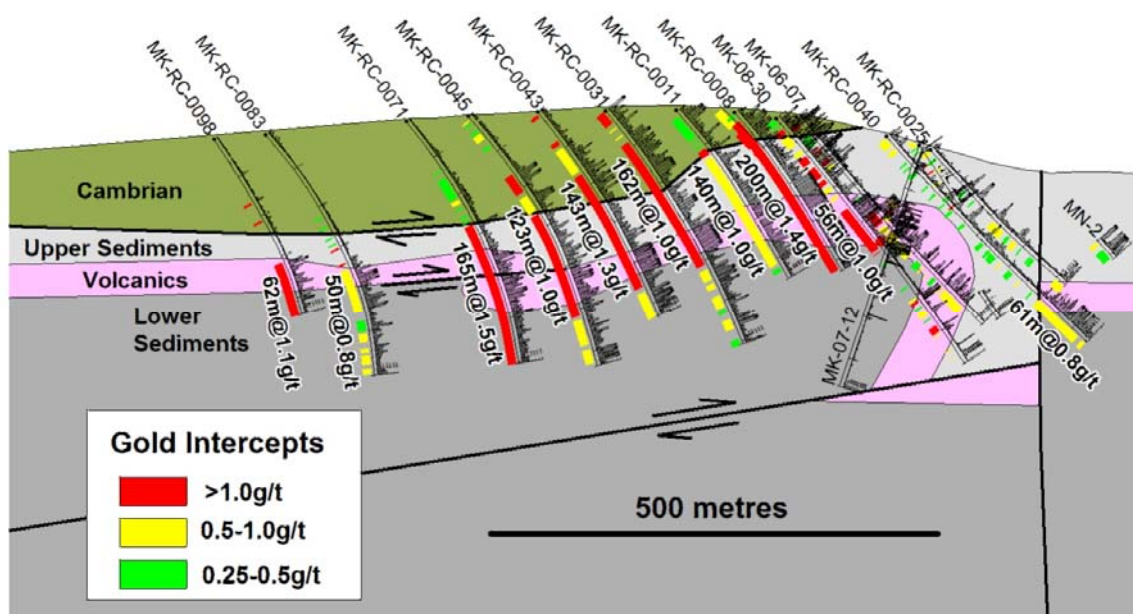 MK-RC-0098
MK-RC-0083
MK-RC-0071
MK-RC-0045
MK-RC-0043
MK-RC-0031
MK-RC-0011
MK-RC-0008
MK-08-30
MK-06-07
MK-RC-0040
MK-RC-0025
MN-2
MK-07-12
Cambrian
Upper Sediments
Volcanics
Lower
Sediments
62m@1.1g/t
50m@0.8g/t
165m@1.5g/t
123m@1.0g/t
143m@1.3g/t
162m@1.0g/t
140m@1.0g/t
200m@1.4g/t
56m@1.0g/t
61m@0.8g/t
Gold Intercepts
>1.0g/t
0.5-1.0g/t
0.25-0.5g/t
500 metres